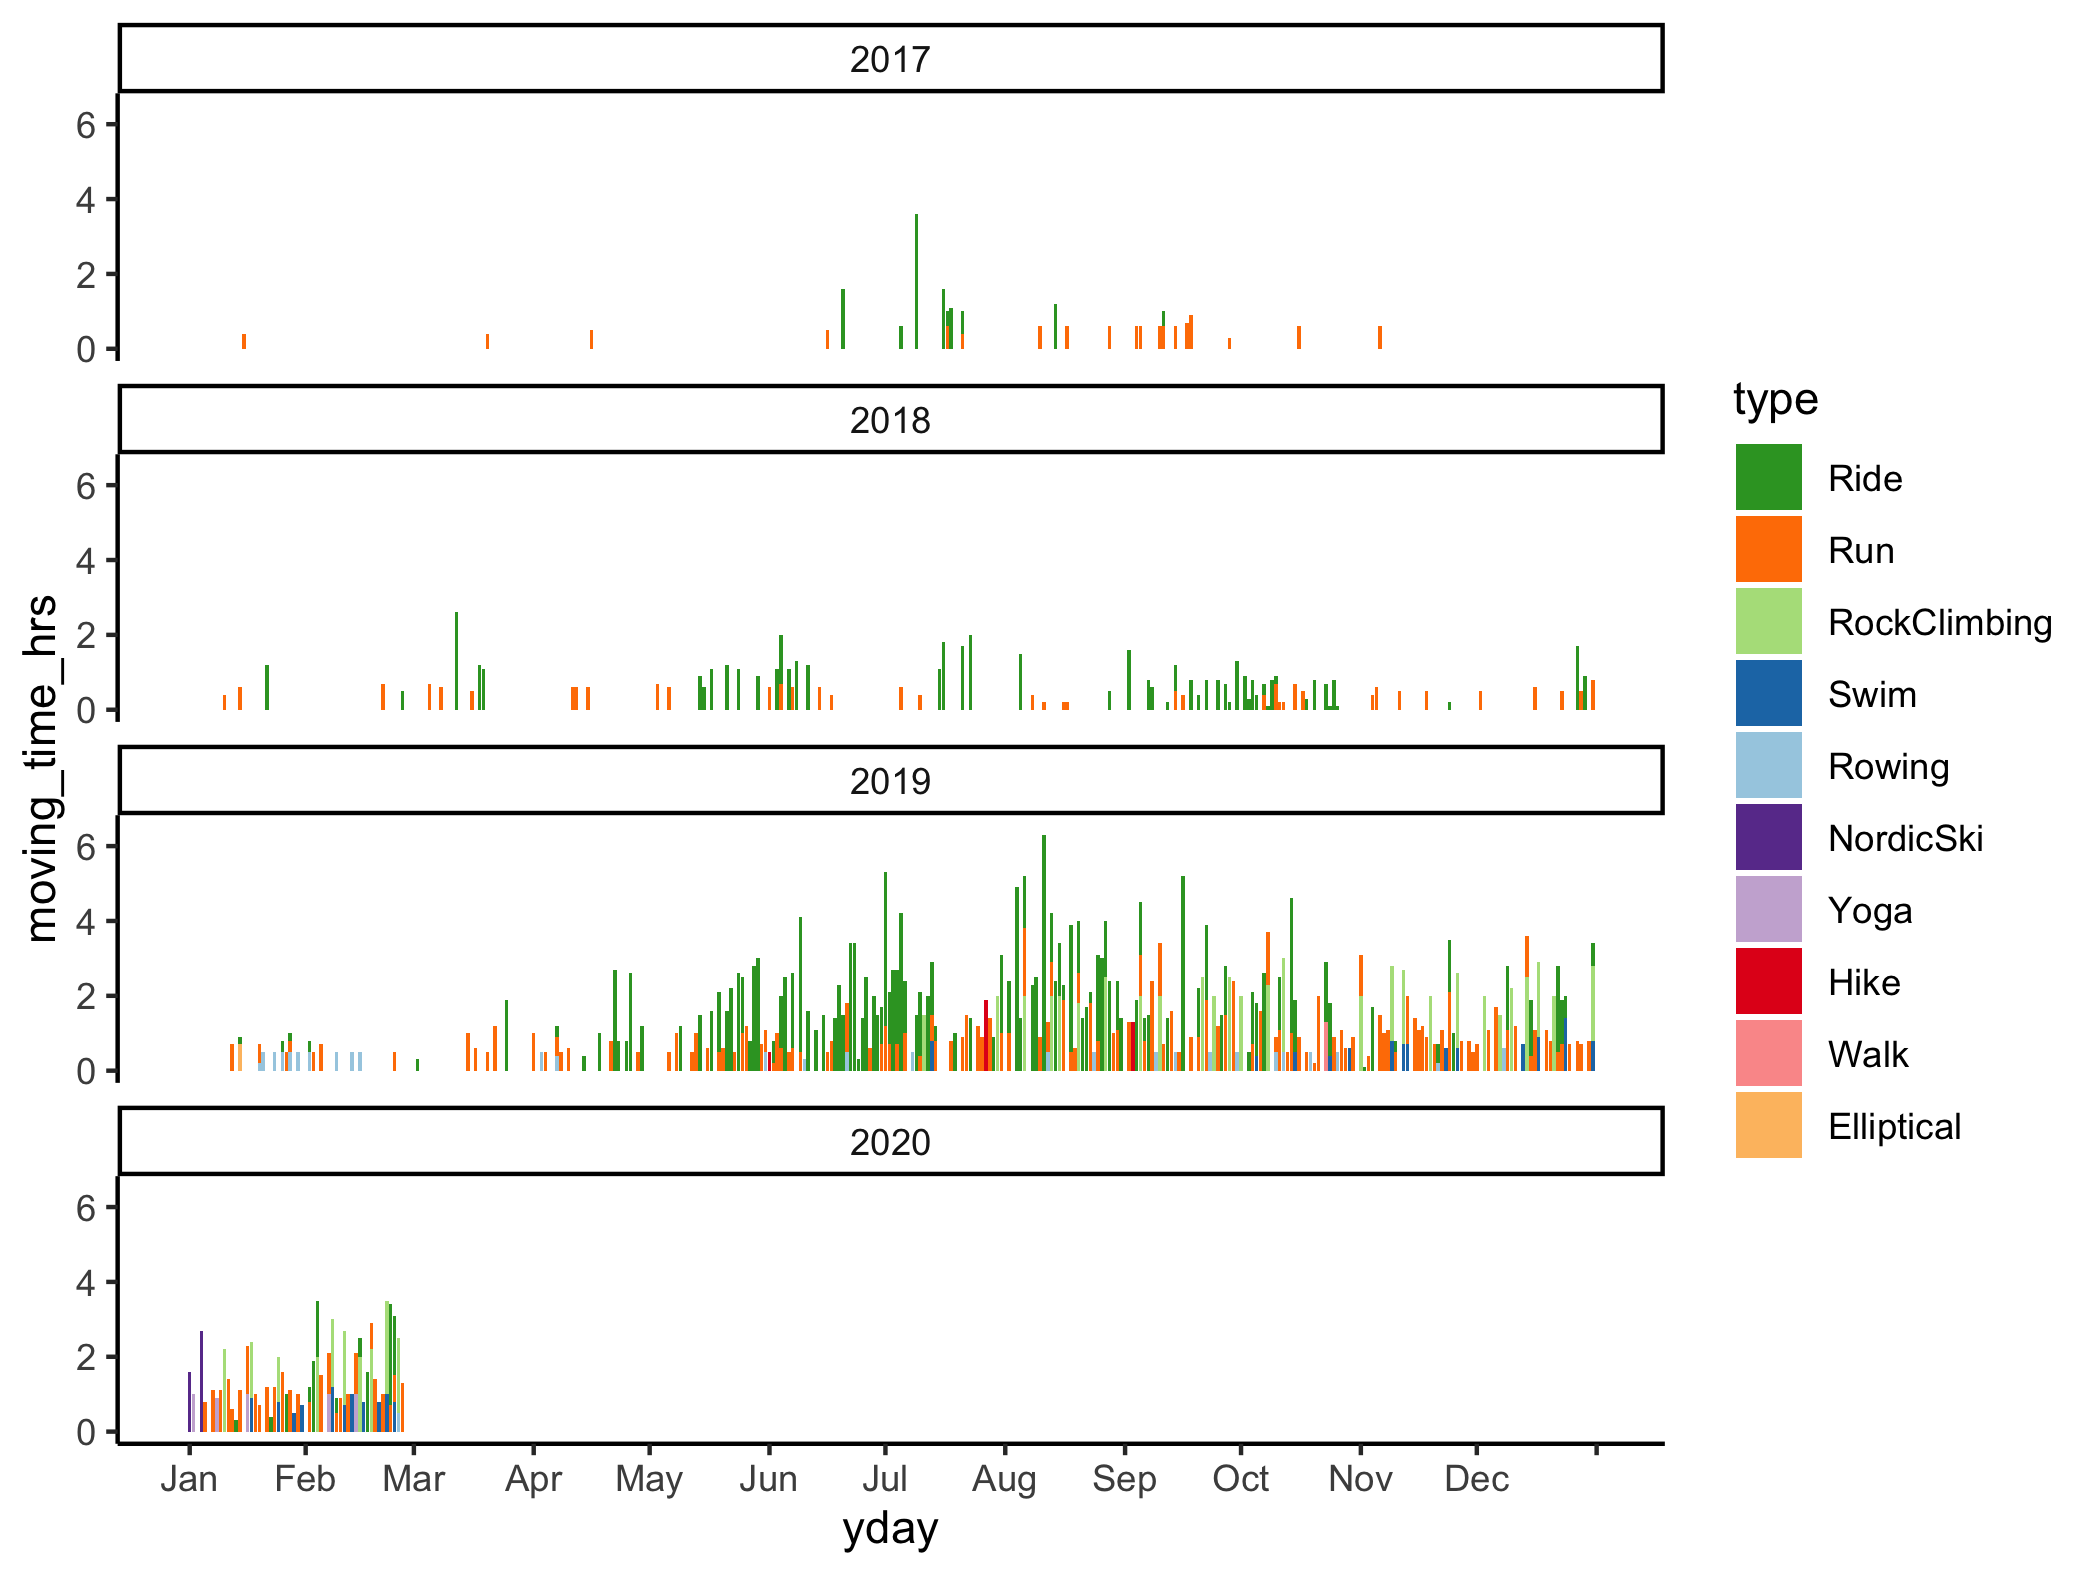 2017
6
4
2
0
2018
6
4
2
0
2019
6
4
2
0
2020
6
4
2
0
Jan Feb Mar Apr May Jun Jul Aug Sep Oct Nov Dec
yday
moving_time_hrs
type
Ride
Run
RockClimbing
Swim
Rowing
NordicSki
Yoga
Hike
Walk
Elliptical